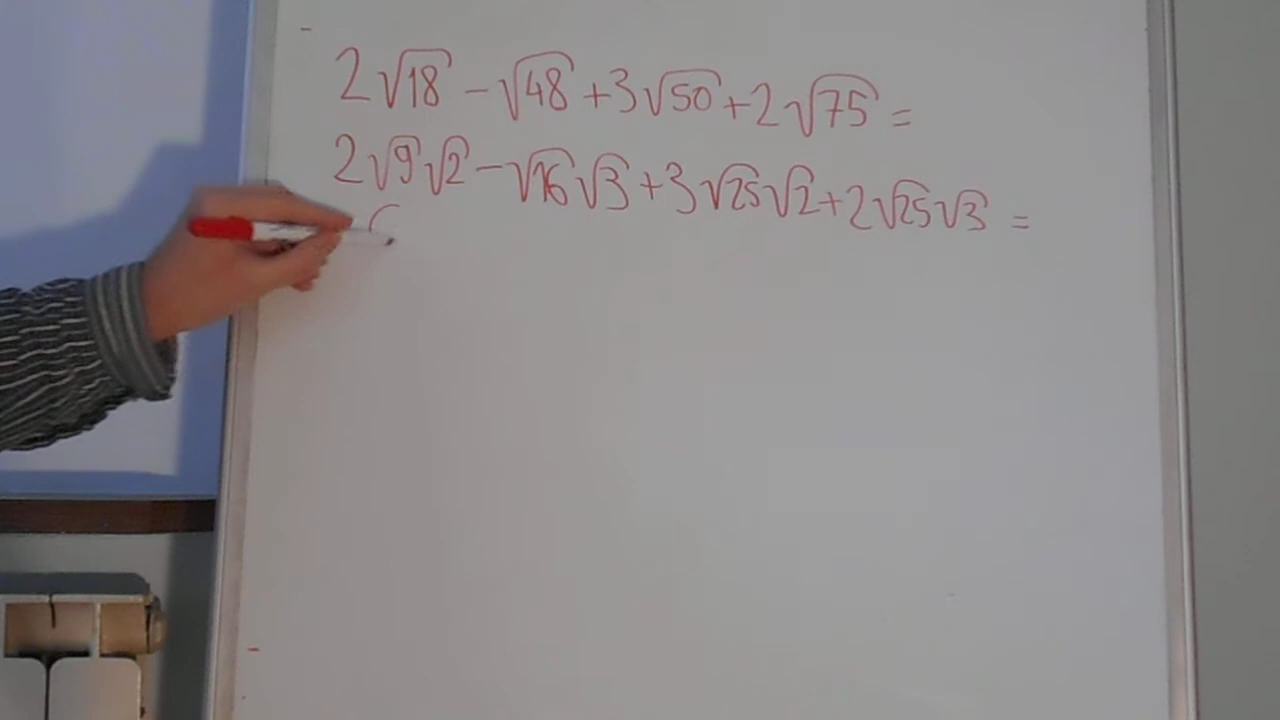 2√18 - √48 + 3√50 + 2√75 =
2√9√2 - √16√3 + 3√25√2 + 2√25√3 =